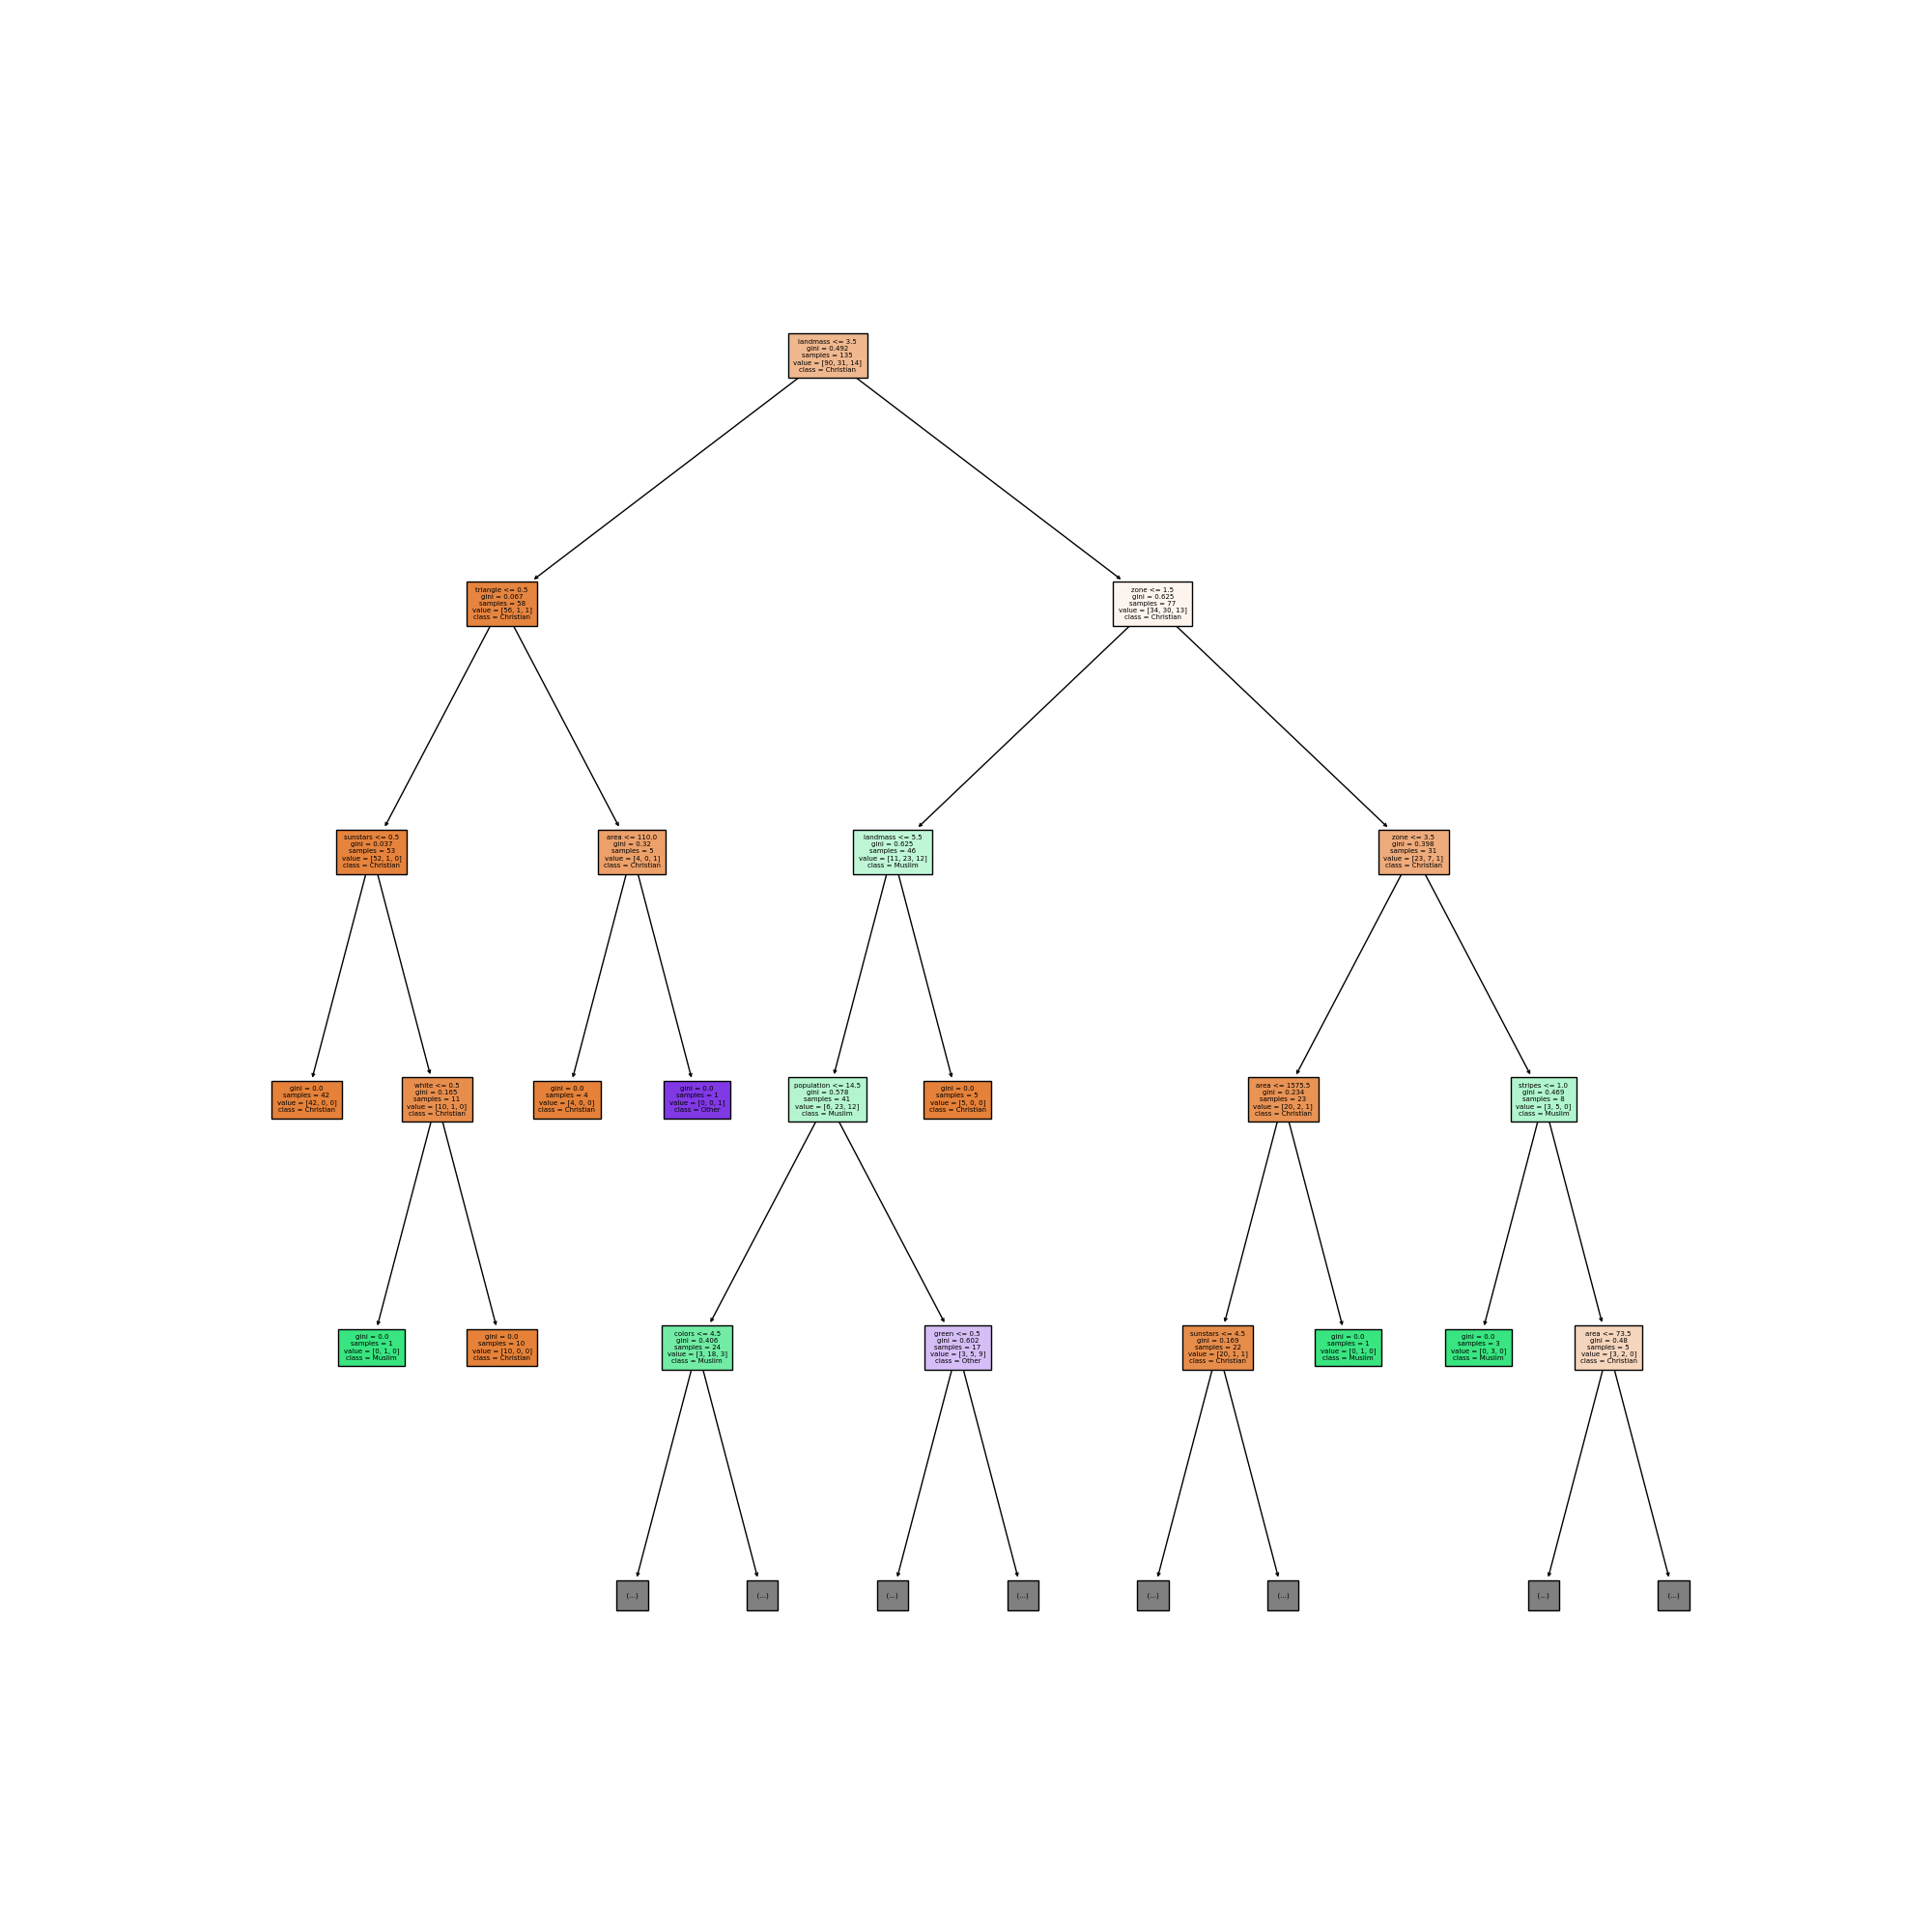 landmass <= 3.5
gini = 0.492
samples = 135
value = [90, 31, 14]
class = Christian
triangle <= 0.5
gini = 0.067
samples = 58
value = [56, 1, 1]
class = Christian
zone <= 1.5
gini = 0.625
samples = 77
value = [34, 30, 13]
class = Christian
sunstars <= 0.5
gini = 0.037
samples = 53
value = [52, 1, 0]
class = Christian
area <= 110.0
gini = 0.32
samples = 5
value = [4, 0, 1]
class = Christian
landmass <= 5.5
gini = 0.625
samples = 46
value = [11, 23, 12]
class = Muslim
zone <= 3.5
gini = 0.398
samples = 31
value = [23, 7, 1]
class = Christian
gini = 0.0
samples = 42
value = [42, 0, 0]
class = Christian
white <= 0.5
gini = 0.165
samples = 11
value = [10, 1, 0]
class = Christian
gini = 0.0
samples = 4
value = [4, 0, 0]
class = Christian
gini = 0.0
samples = 1
value = [0, 0, 1]
class = Other
population <= 14.5
gini = 0.578
samples = 41
value = [6, 23, 12]
class = Muslim
gini = 0.0
samples = 5
value = [5, 0, 0]
class = Christian
area <= 1575.5
gini = 0.234
samples = 23
value = [20, 2, 1]
class = Christian
stripes <= 1.0
gini = 0.469
samples = 8
value = [3, 5, 0]
class = Muslim
gini = 0.0
samples = 1
value = [0, 1, 0]
class = Muslim
gini = 0.0
samples = 10
value = [10, 0, 0]
class = Christian
colors <= 4.5
gini = 0.406
samples = 24
value = [3, 18, 3]
class = Muslim
green <= 0.5
gini = 0.602
samples = 17
value = [3, 5, 9]
class = Other
sunstars <= 4.5
gini = 0.169
samples = 22
value = [20, 1, 1]
class = Christian
gini = 0.0
samples = 1
value = [0, 1, 0]
class = Muslim
gini = 0.0
samples = 3
value = [0, 3, 0]
class = Muslim
area <= 73.5
gini = 0.48
samples = 5
value = [3, 2, 0]
class = Christian
(...)
(...)
(...)
(...)
(...)
(...)
(...)
(...)